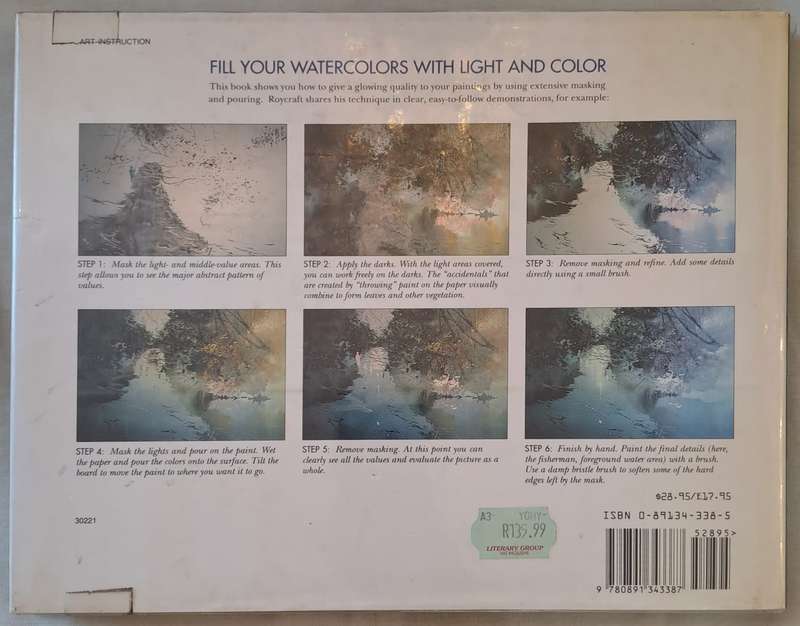 ART INSTRUCTION
FILL YOUR WATERCOLORS WITH LIGHT AND COLOR
This book shows you how to give a glowing quality to your paintings by using extensive masking
and pouring. Roycraft shares his technique in clear, easy-to-follow demonstrations, for example:
STEP 1: Mask the light- and middle-value areas. This
step allows you to see the major abstract pattern of
values.
STEP 2: Apply the darks. With the light areas covered,
you can work freely on the darks. The "accidentals" that
are created by "throwing" paint on the paper visually
combine to form leaves and other vegetation.
STEP 3: Remove masking and refine. Add some details
directly using a small brush.
STEP 4: Mask the lights and pour on the paint. Wet
the paper and pour the colors onto the surface. Tilt the
board to move the paint to where you want it to go.
STEP 5: Remove masking. At this point you can
clearly see all the values and evaluate the picture as a
whole.
STEP 6: Finish by hand. Paint the final details (here,
the fisherman, foreground water area) with a brush.
Use a damp bristle brush to soften some of the hard
edges left by the mask.
$28.95/£17.95
30221
A3- YGHY-
R135.99
LITERARY GROUP
ISBN 0-89134-338-5
52895>
9 780891 343387